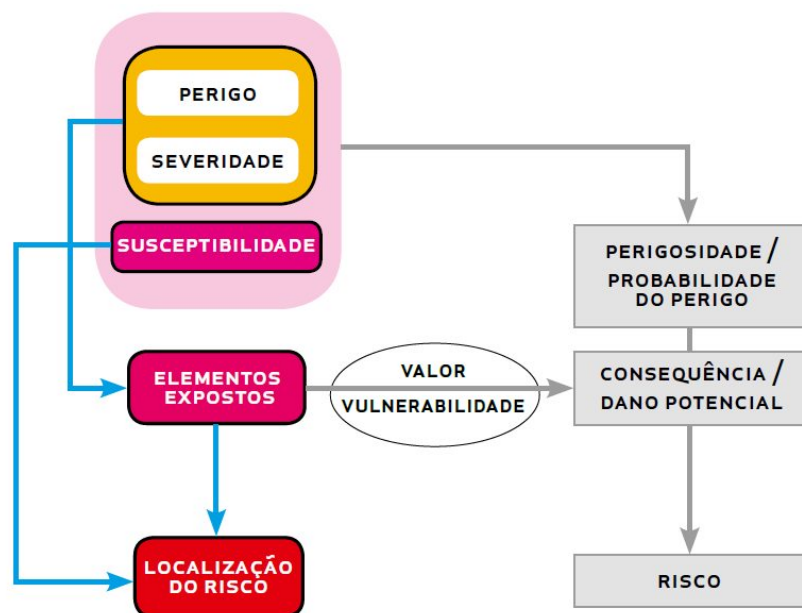 PERIGO
SEVERIDADE
SUSCEPTIBILIDADE
PERIGOSIDADE /
PROBABILIDADE
DO PERIGO
ELEMENTOS
EXPOSTOS
VALOR
VULNERABILIDADE
CONSEQUÊNCIA /
DANO POTENCIAL
LOCALIZAÇÃO
DO RISCO
RISCO